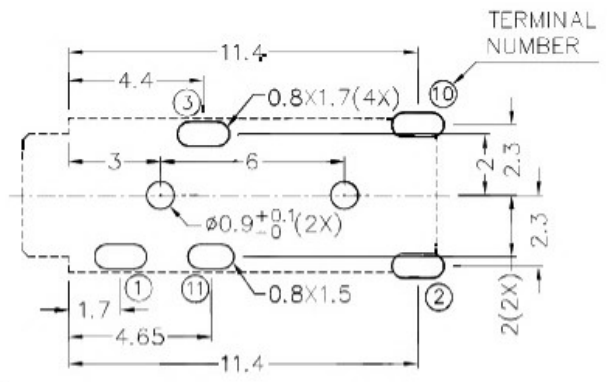 TERMINAL
NUMBER
11.4
4.4
3
0.8X1.7(4X)
10
3
6
2
2.3
ø0.9+0.1-0(2X)
2.3
1
11
0.8X1.5
2
2(2X)
1.7
4.65
11.4